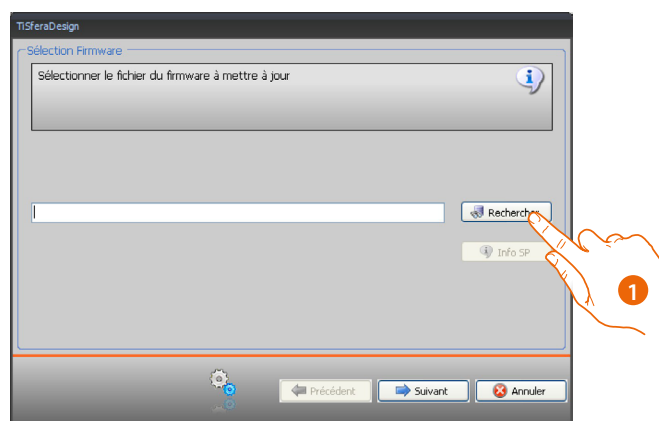 TiSferaDesign
Sélection Firmware
Sélectionner le fichier du firmware à mettre à jour
Rechercher
Info SP
1
Précédent
Suivant
Annuler